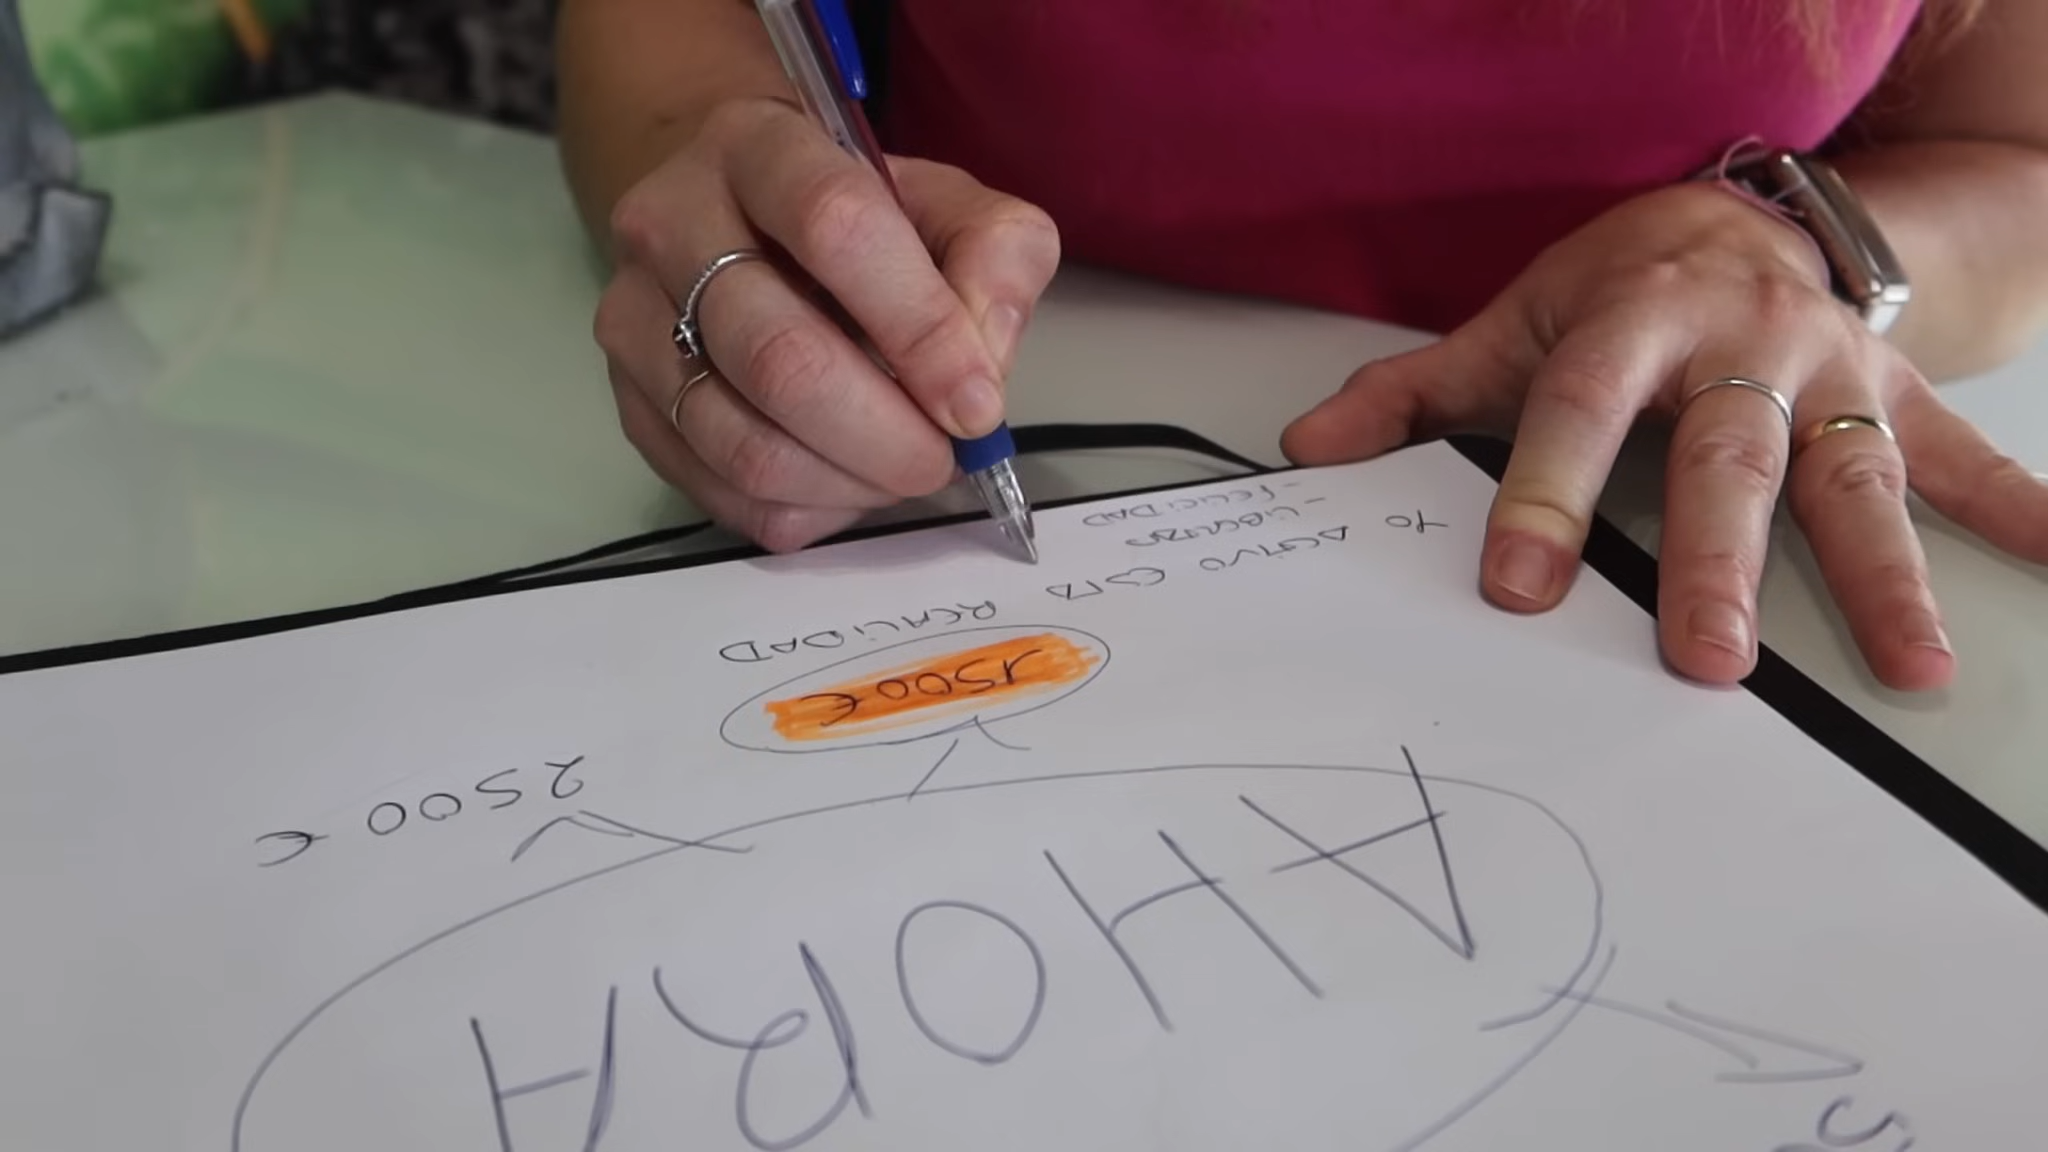 AHORA
2500 €
1500 €
YO ACTIVO ESTA REALIDAD
- LIBERTAD
- FELICIDAD